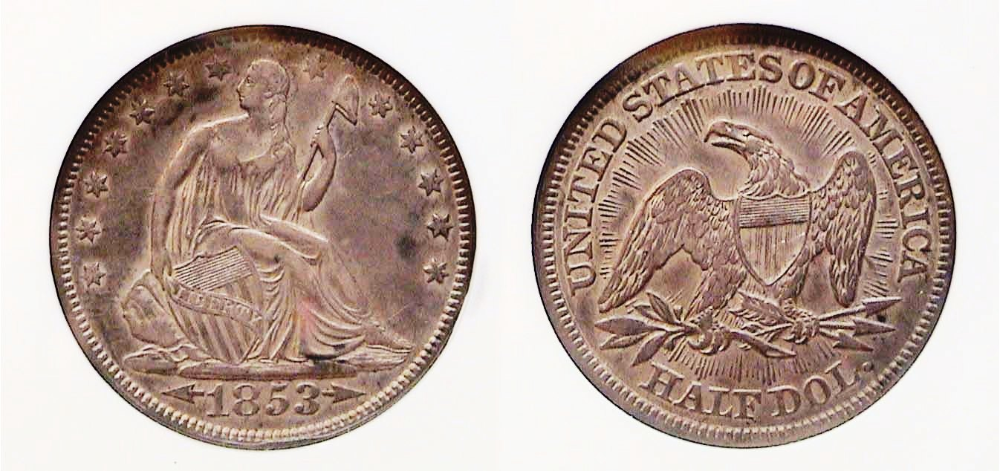 LIBERTY
1853
UNITED STATES OF AMERICA
HALF DOL.